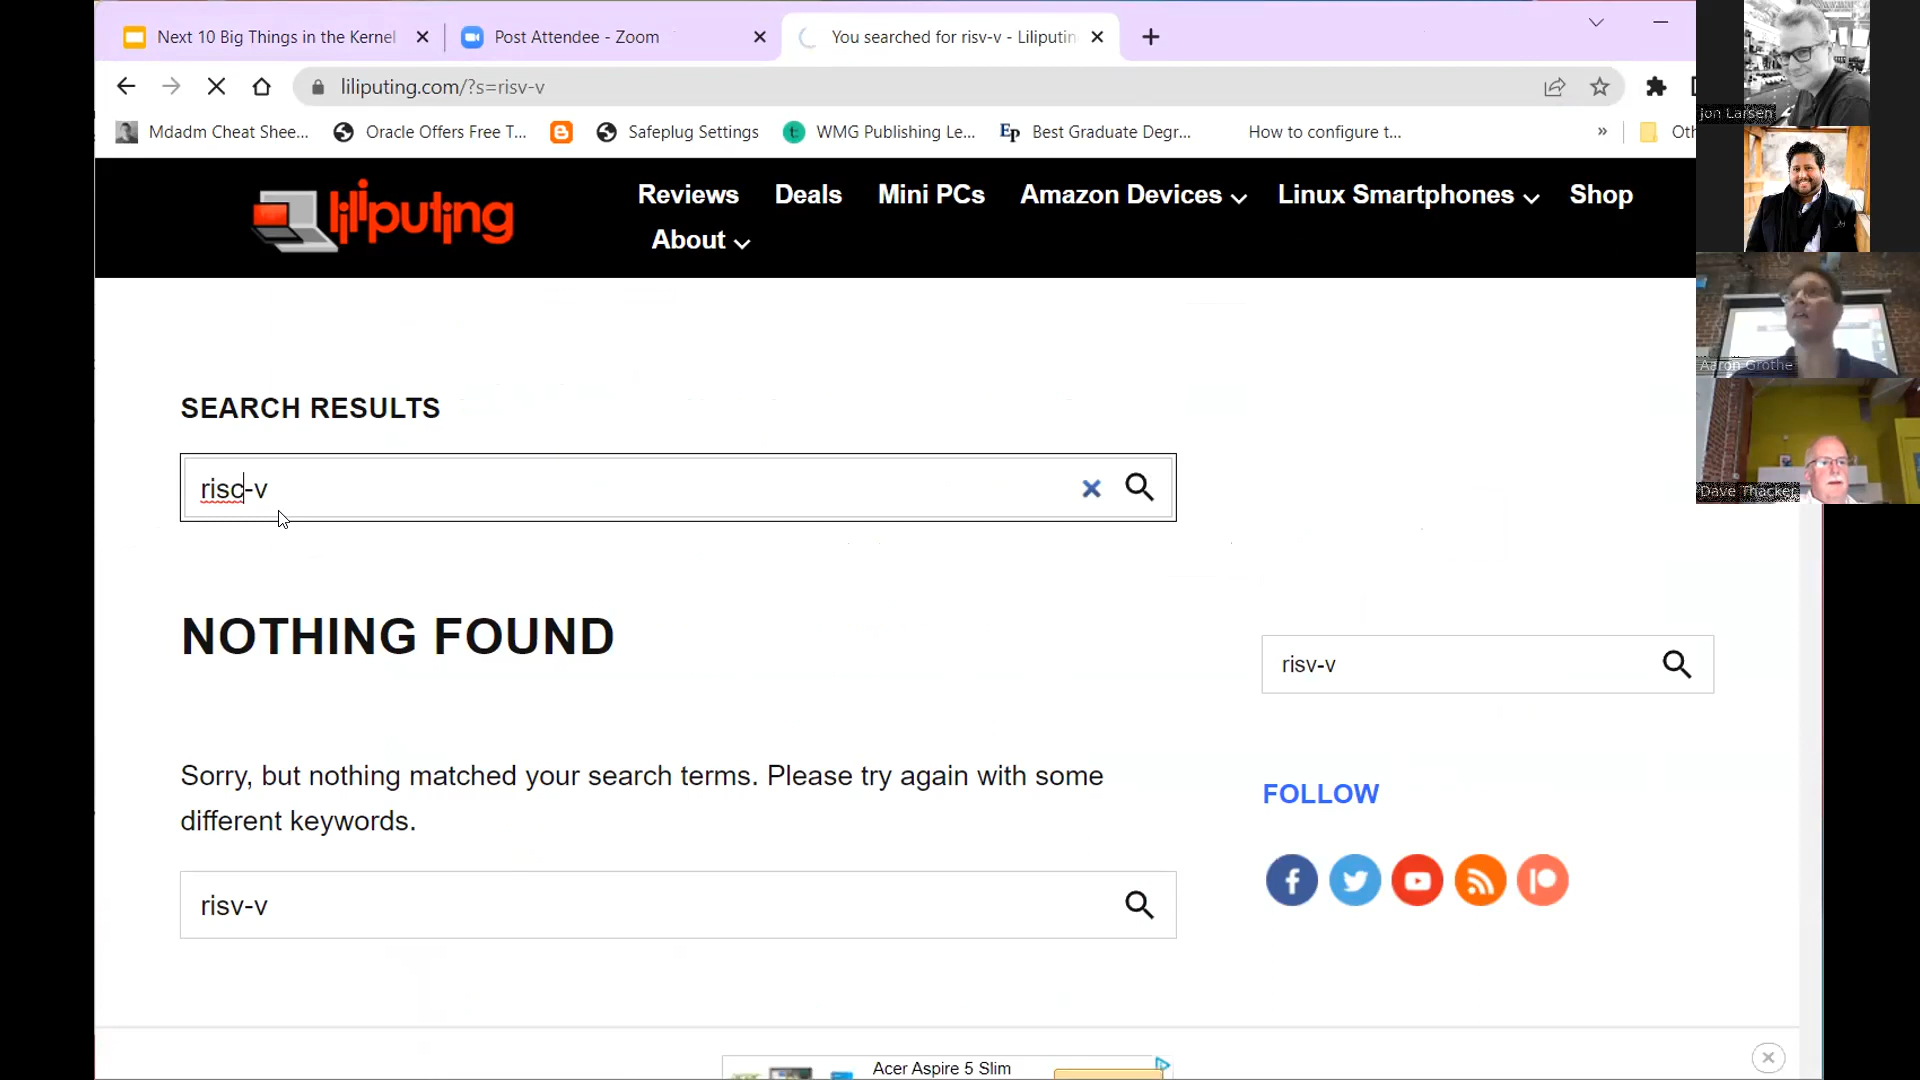 Next 10 Big Things in the Kernel
Post Attendee - Zoom
You searched for risv-v - Liliputin
liliputing.com/?s=risv-v
Mdadm Cheat Shee...
Oracle Offers Free T...
Safeplug Settings
WMG Publishing Le...
Ep
Best Graduate Degr...
How to configure t...
»
Oth
liliputing
Reviews
Deals
Mini PCs
Amazon Devices
Linux Smartphones
Shop
About
Jon Larsen
Aaron Grothe
Dave Thacker
SEARCH RESULTS
risc-v
NOTHING FOUND
risv-v
Sorry, but nothing matched your search terms. Please try again with some
different keywords.
FOLLOW
risv-v
Acer Aspire 5 Slim